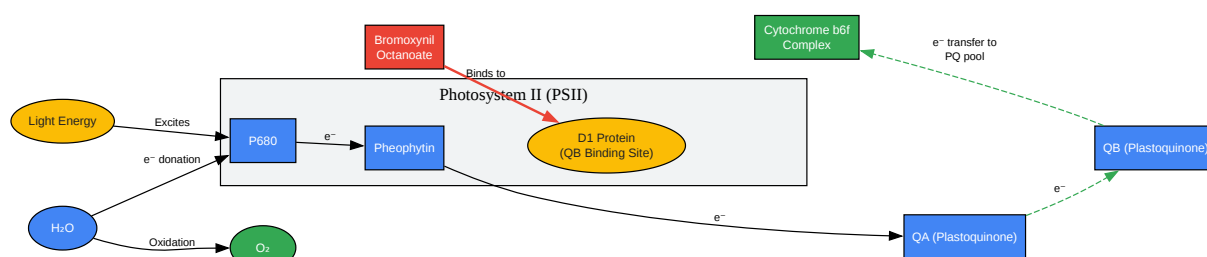 Bromoxynil
Octanoate
Cytochrome b6f
Complex
e⁻ transfer to
PQ pool
Binds to
Photosystem II (PSII)
Light Energy
Excites
P680
e⁻
Pheophytin
D1 Protein
(QB Binding Site)
QB (Plastoquinone)
e⁻ donation
e⁻
H₂O
e⁻
QA (Plastoquinone)
Oxidation
O₂